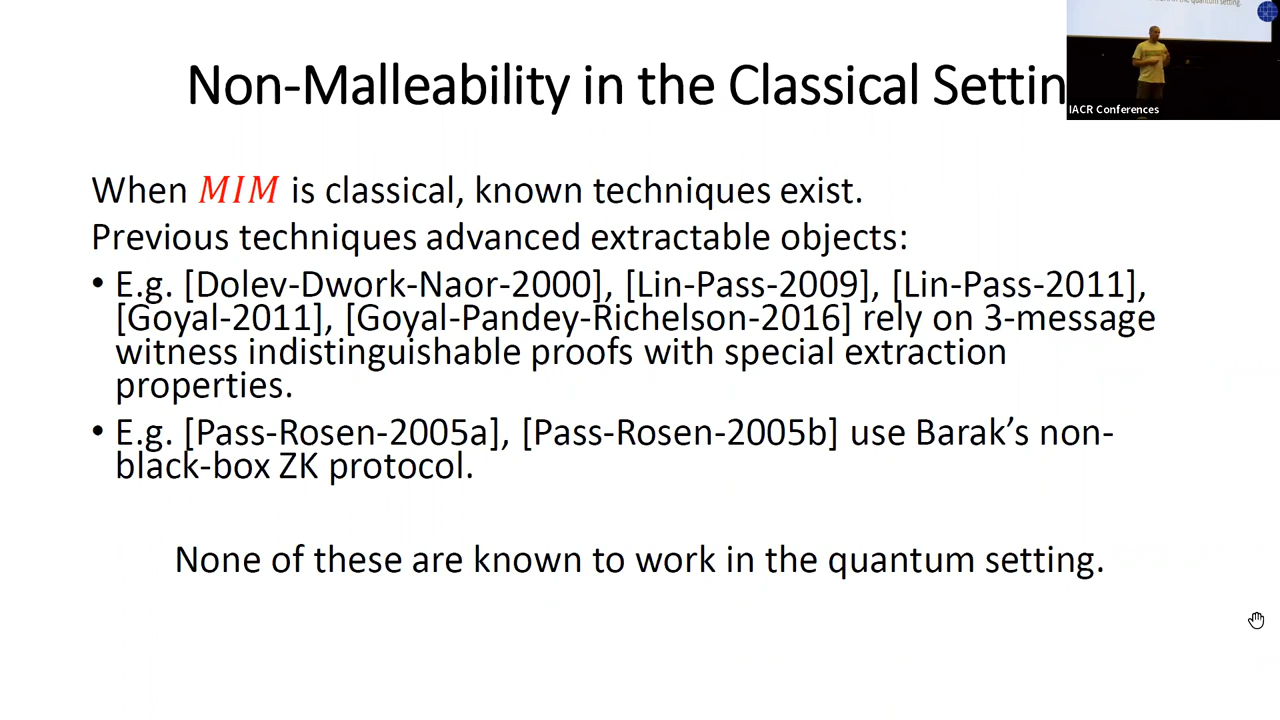 Non-Malleability in the Classical Settin
IACR Conferences
When MIM is classical, known techniques exist.
Previous techniques advanced extractable objects:
• E.g. [Dolev-Dwork-Naor-2000], [Lin-Pass-2009], [Lin-Pass-2011],
[Goyal-2011], [Goyal-Pandey-Richelson-2016] rely on 3-message
witness indistinguishable proofs with special extraction
properties.
• E.g. [Pass-Rosen-2005a], [Pass-Rosen-2005b] use Barak’s non-
black-box ZK protocol.
None of these are known to work in the quantum setting.